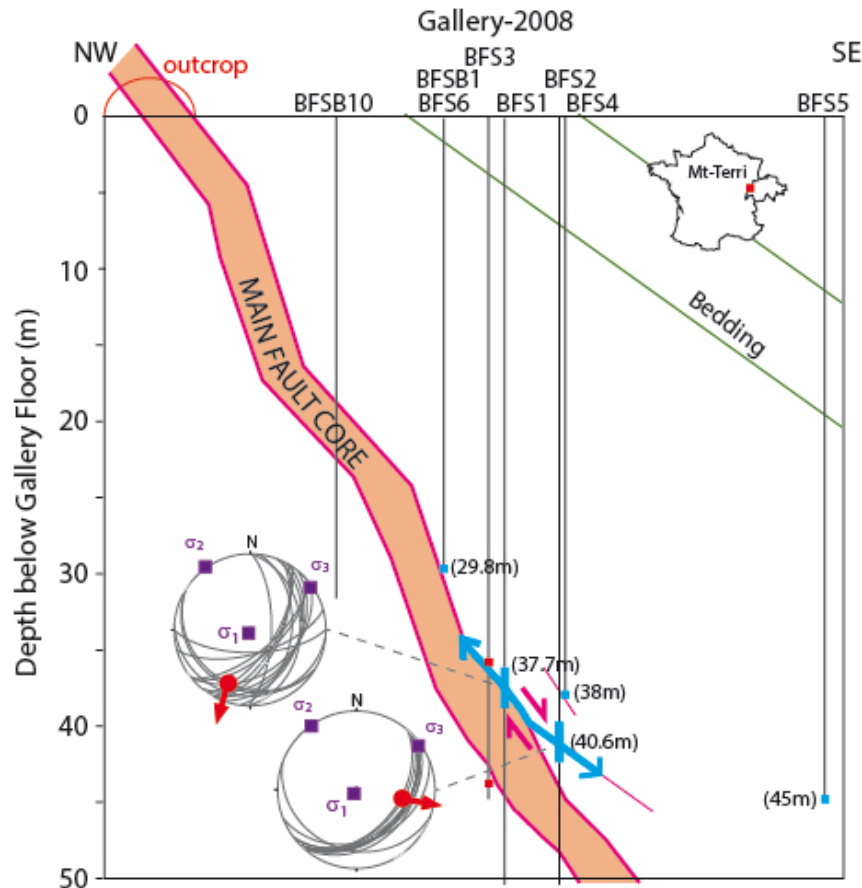 Gallery-2008
NW
BFS3
SE
outcrop
BFSB1
BFS2
BFSB10
BFS6
BFS1
BFS4
BFS5
0
Mt-Terri
10
MAIN FAULT CORE
Bedding
Depth below Gallery Floor (m)
20
σ2
N
σ3
30
(29.8m)
σ1
(37.7m)
(38m)
σ2
N
σ3
40
(40.6m)
σ1
(45m)
50